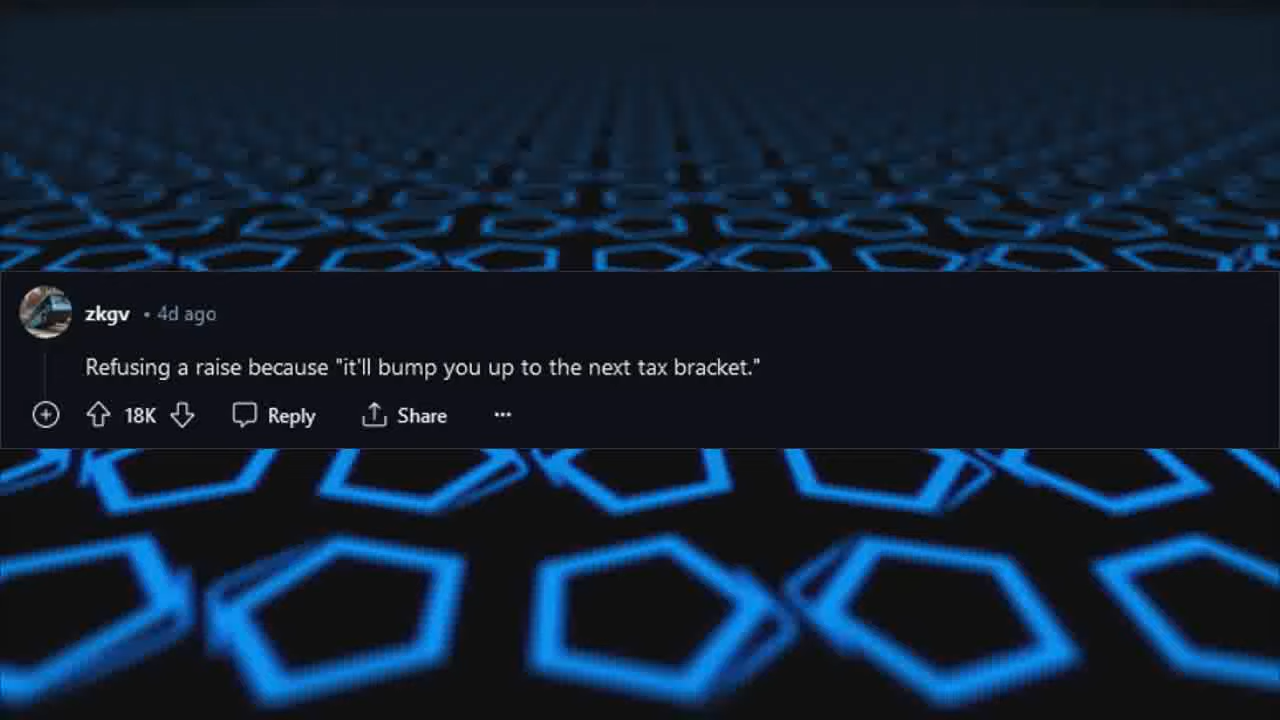 zkgv • 4d ago
Refusing a raise because "it'll bump you up to the next tax bracket."
18K Reply Share ...